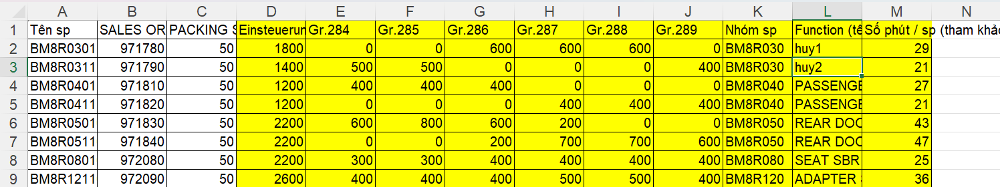 A B C D E F G H I J K L M N
1 Tên sp SALES OR PACKING S Einsteuerun Gr.284 Gr.285 Gr.286 Gr.287 Gr.288 Gr.289 Nhóm sp Function (tê Số phút / sp (tham khảo
2 BM8R0301 971780 50 1800 0 0 600 600 600 0 BM8R030 huy1 29
3 BM8R0311 971790 50 1400 500 500 0 0 0 400 BM8R030 huy2 21
4 BM8R0401 971810 50 1200 400 400 400 0 0 0 BM8R040 PASSENGE 27
5 BM8R0411 971820 50 1200 0 0 0 400 400 400 BM8R040 PASSENGE 21
6 BM8R0501 971830 50 2200 600 800 600 200 0 0 BM8R050 REAR DOO 43
7 BM8R0511 971840 50 2200 0 0 200 700 700 600 BM8R050 REAR DOO 47
8 BM8R0801 972080 50 2200 300 300 400 400 400 400 BM8R080 SEAT SBR 25
9 BM8R1211 972090 50 2600 400 400 400 500 500 400 BM8R120 ADAPTER 36